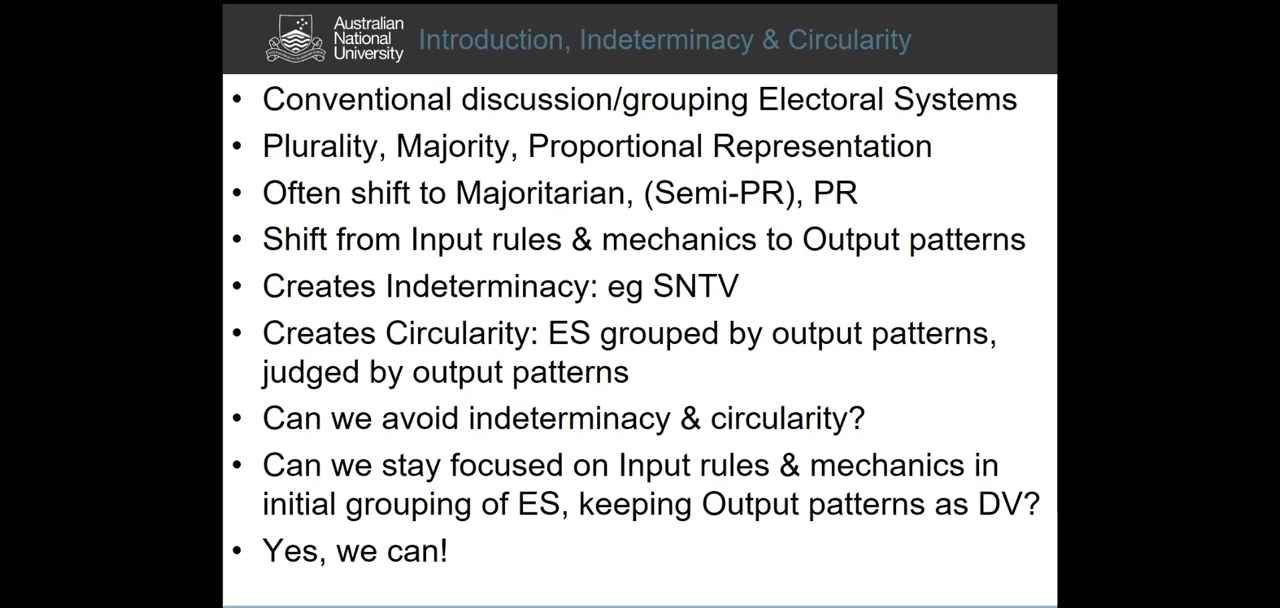 Australian
National
University
Introduction, Indeterminacy & Circularity
• Conventional discussion/grouping Electoral Systems
• Plurality, Majority, Proportional Representation
• Often shift to Majoritarian, (Semi-PR), PR
• Shift from Input rules & mechanics to Output patterns
• Creates Indeterminacy: eg SNTV
• Creates Circularity: ES grouped by output patterns,
judged by output patterns
• Can we avoid indeterminacy & circularity?
• Can we stay focused on Input rules & mechanics in
initial grouping of ES, keeping Output patterns as DV?
• Yes, we can!